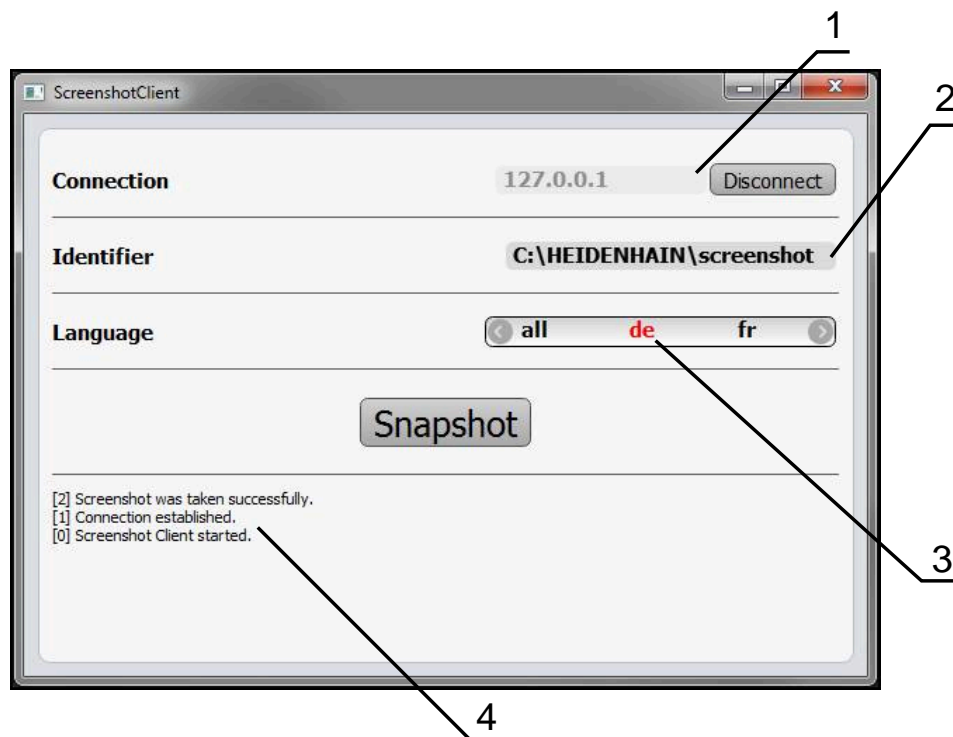 1
ScreenshotClient
2
Connection 127.0.0.1 Disconnect
Identifier C:\HEIDENHAIN\screenshot
Language all de fr
Snapshot
[2] Screenshot was taken successfully.
[1] Connection established.
[0] Screenshot Client started.
3
4